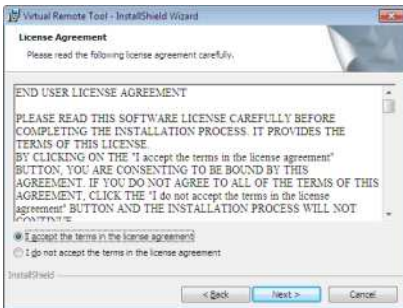 Virtual Remote Tool - InstallShield Wizard
License Agreement
Please read the following license agreement carefully.
END USER LICENSE AGREEMENT
PLEASE READ THIS SOFTWARE LICENSE CAREFULLY BEFORE
COMPLETING THE INSTALLATION PROCESS. IT PROVIDES THE
TERMS OF THIS LICENSE.
BY CLICKING ON THE "I accept the terms in the license agreement"
BUTTON, YOU ARE CONSENTING TO BE BOUND BY THIS
AGREEMENT. IF YOU DO NOT AGREE TO ALL OF THE TERMS OF THIS
AGREEMENT, CLICK THE "I do not accept the terms in the license
agreement" BUTTON AND THE INSTALLATION PROCESS WILL NOT
CONTINUE.
I accept the terms in the license agreement
I do not accept the terms in the license agreement
InstallShield
< Back
Next >
Cancel